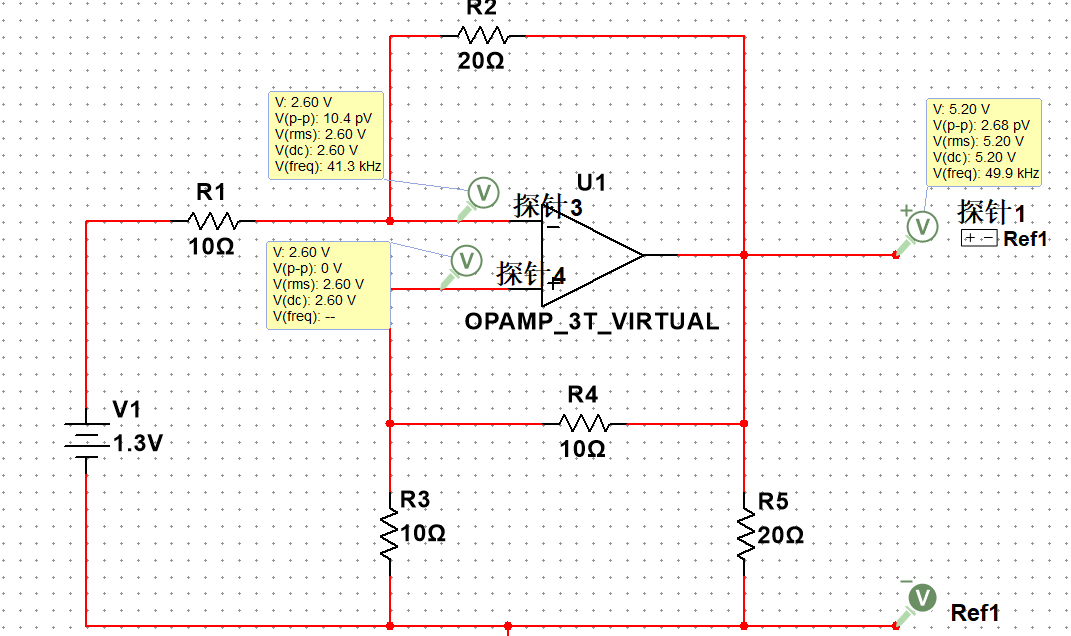 R2
20Ω
V: 2.60 V
V(p-p): 10.4 pV
V(rms): 2.60 V
V(dc): 2.60 V
V(freq): 41.3 kHz
V: 5.20 V
V(p-p): 2.68 pV
V(rms): 5.20 V
V(dc): 5.20 V
V(freq): 49.9 kHz
R1
10Ω
V
探针3
U1
V
探针1
+ - Ref1
V: 2.60 V
V(p-p): 0 V
V(rms): 2.60 V
V(dc): 2.60 V
V(freq): --
V
探针4
OPAMP_3T_VIRTUAL
V1
1.3V
R4
10Ω
R3
10Ω
R5
20Ω
V
Ref1